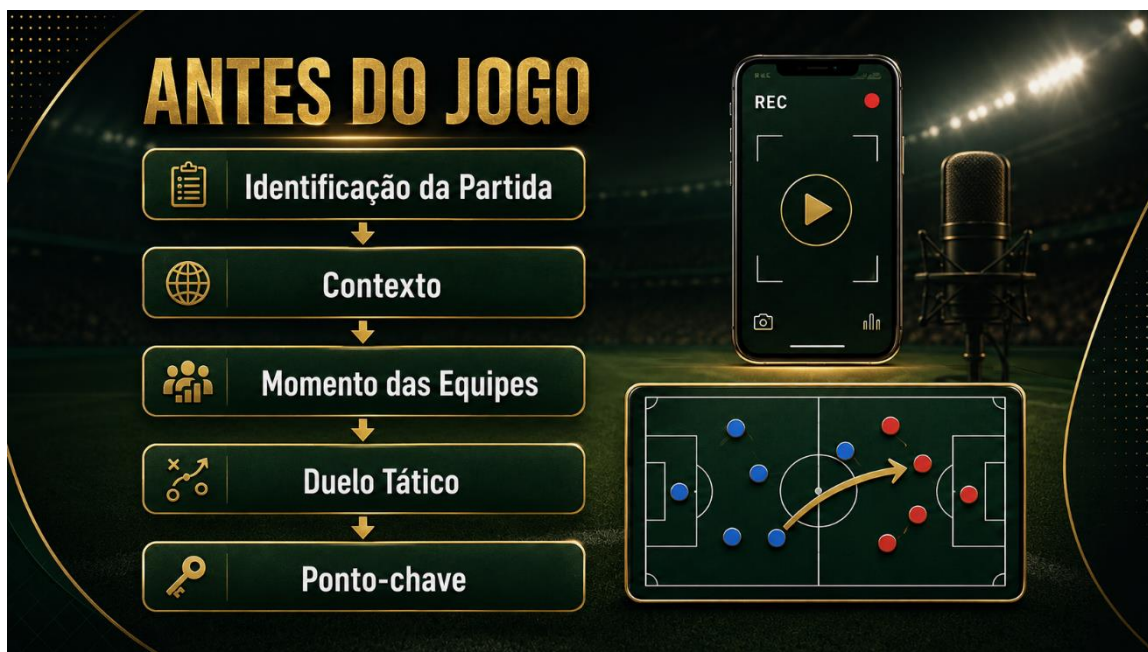 ANTES DO JOGO
Identificação da Partida
Contexto
Momento das Equipes
Duelo Tático
Ponto-chave
REC